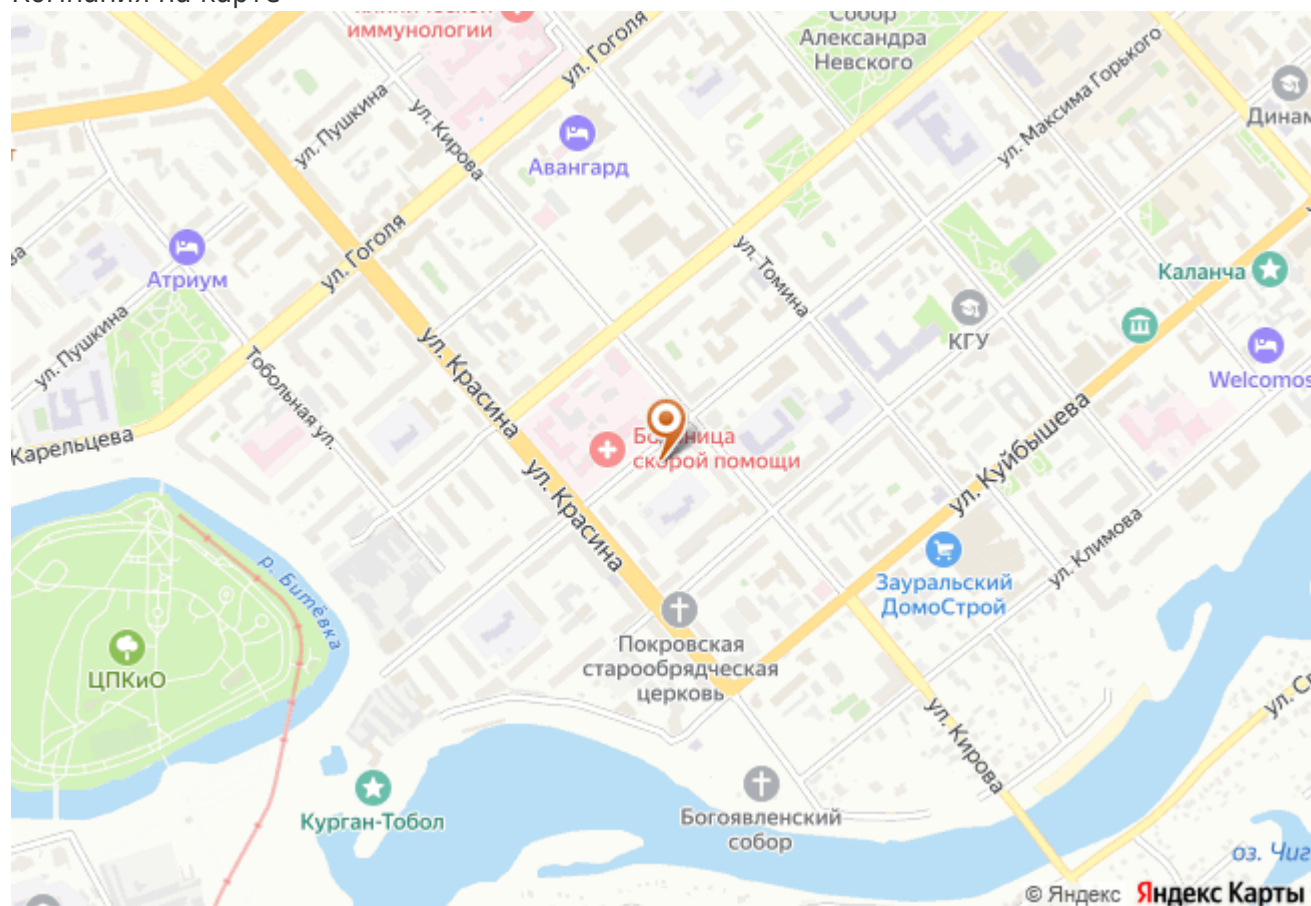 иммунологии
ул. Гоголя
Собор
Александра
Невского
ул. Максима Горького
ул. Пушкина
ул. Кирова
Авангард
Динам
ул. Гоголя
ул. Томина
Атриум
Каланча
КГУ
ул. Пушкина
Тобольная ул.
ул. Красина
Welcomos
Карельцева
скорой помощи
ул. Куйбышева
ул. Красина
ул. Климова
р. Битёвка
Зауральский
ДомоСтрой
Покровская
старообрядческая
церковь
ЦПКиО
ул. С
ул. Кирова
Курган-Тобол
Богоявленский
собор
оз. Чиг
© Яндекс Яндекс Карты